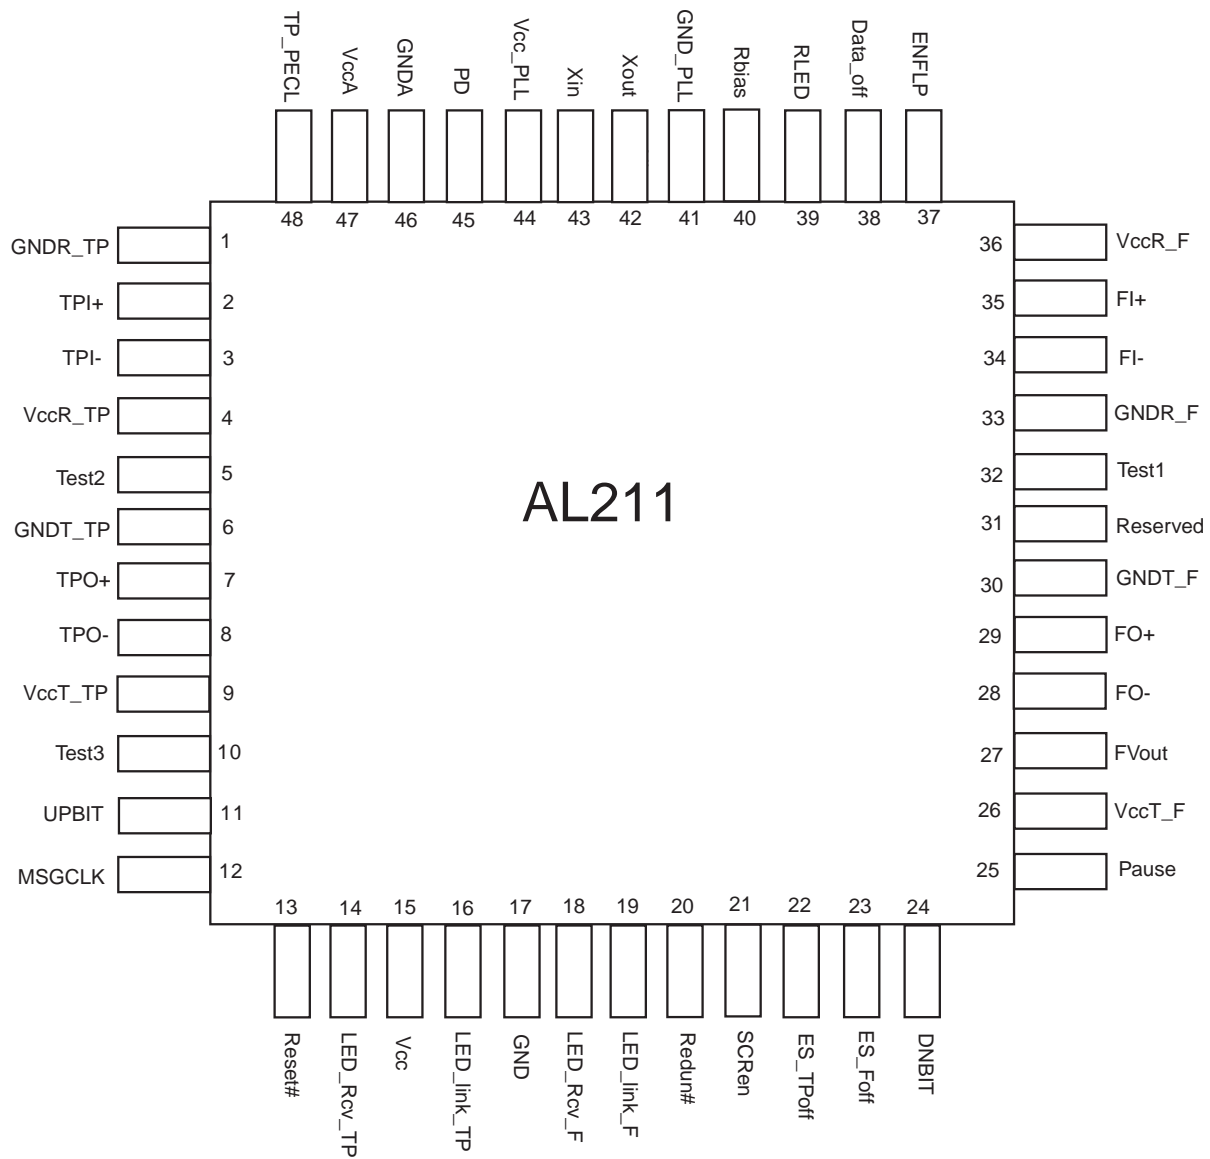 TP_PECL VccA GNDA PD Vcc_PLL Xin Xout GND_PLL Rbias RLED Data_off ENFLP
48 47 46 45 44 43 42 41 40 39 38 37
GNDR_TP 1 36 VccR_F
TPI+ 2 35 FI+
TPI- 3 34 FI-
VccR_TP 4 33 GNDR_F
Test2 5 32 Test1
AL211
GNDT_TP 6 31 Reserved
TPO+ 7 30 GNDT_F
TPO- 8 29 FO+
VccT_TP 9 28 FO-
Test3 10 27 FVout
UPBIT 11 26 VccT_F
MSGCLK 12 25 Pause
13 14 15 16 17 18 19 20 21 22 23 24
Reset# LED_Rcv_TP Vcc LED_link_TP GND LED_Rcv_F LED_link_F Redun# SCRen ES_TPoff ES_Foff DNBIT